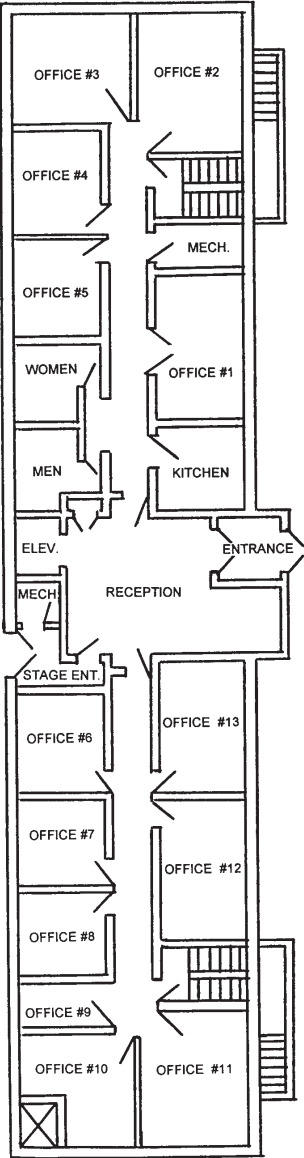 OFFICE #3
OFFICE #2
OFFICE #4
MECH.
OFFICE #5
WOMEN
OFFICE #1
MEN
KITCHEN
ELEV.
ENTRANCE
MECH
RECEPTION
STAGE ENT.
OFFICE #6
OFFICE #13
OFFICE #7
OFFICE #12
OFFICE #8
OFFICE #9
OFFICE #10
OFFICE #11